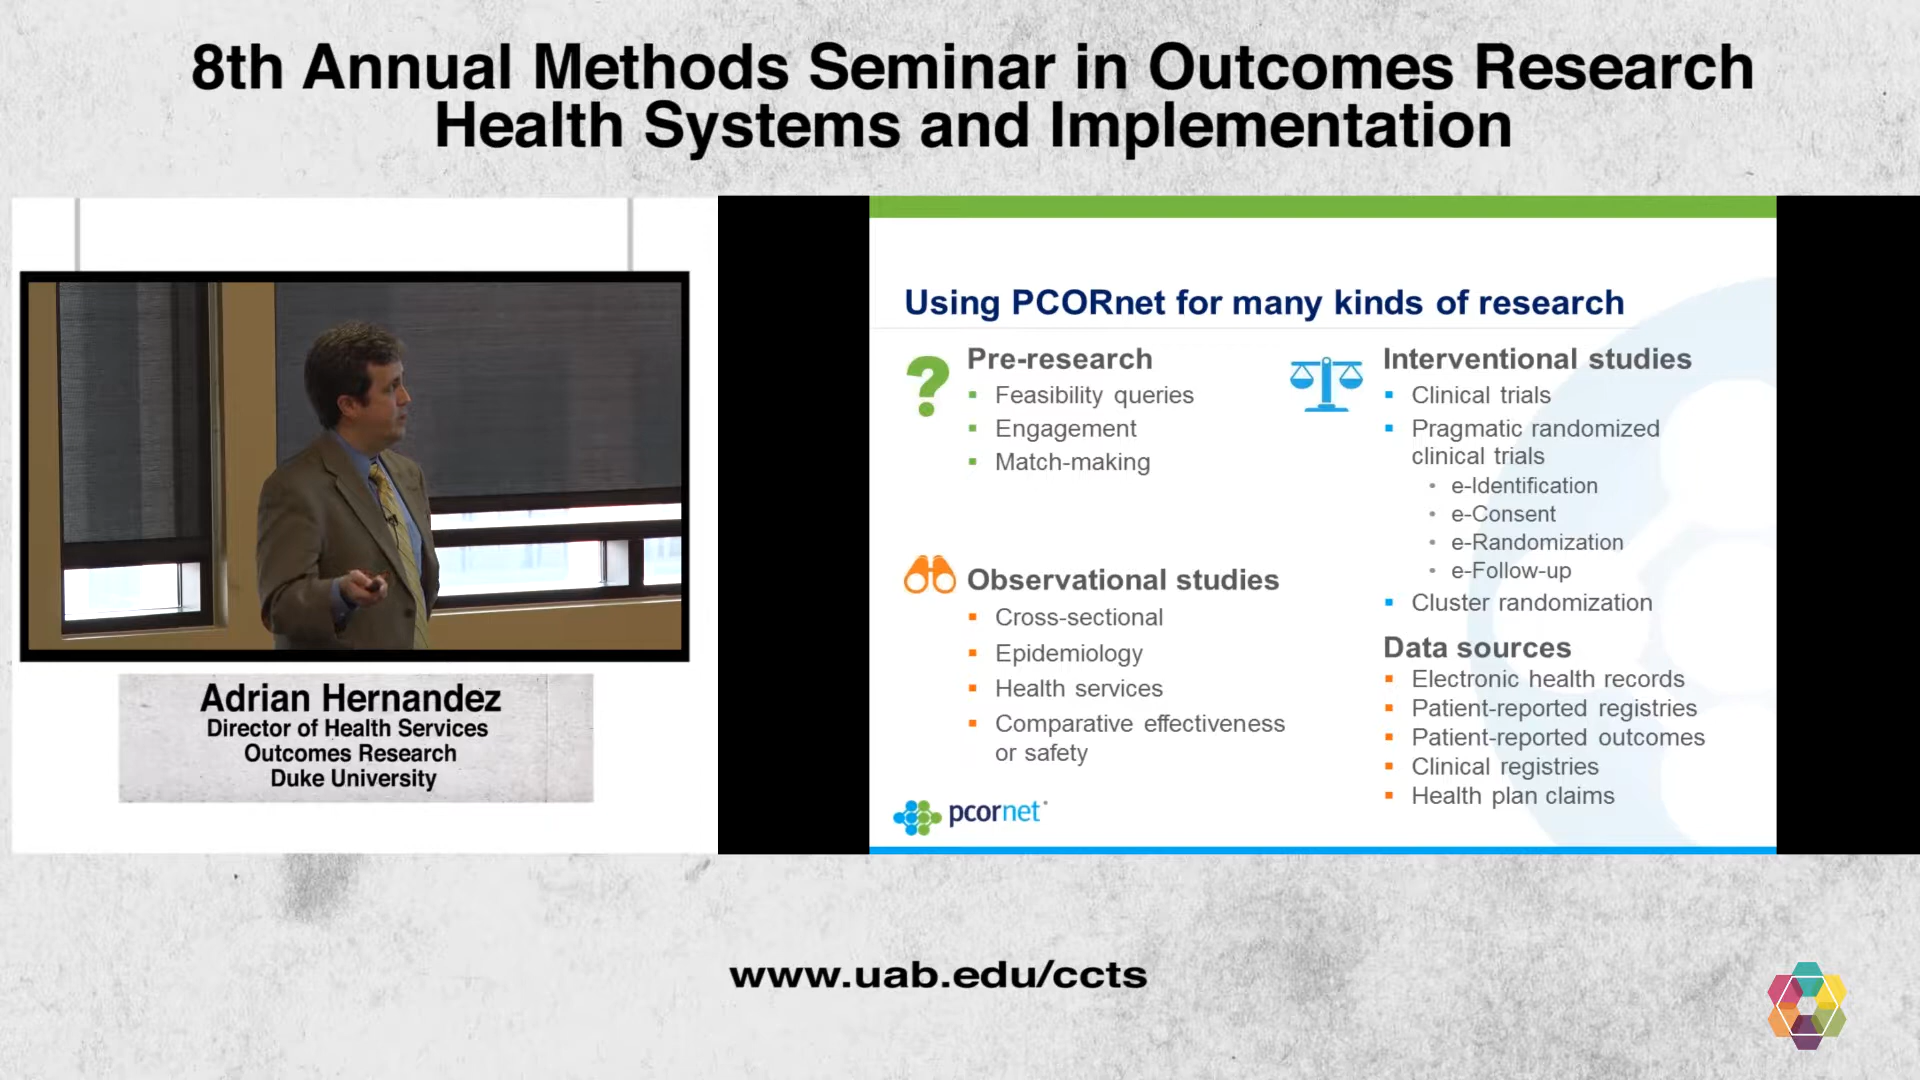 8th Annual Methods Seminar in Outcomes Research
Health Systems and Implementation
Adrian Hernandez
Director of Health Services
Outcomes Research
Duke University
Using PCORnet for many kinds of research
?
Pre-research
Feasibility queries
Engagement
Match-making
Observational studies
Cross-sectional
Epidemiology
Health services
Comparative effectiveness
or safety
Interventional studies
Clinical trials
Pragmatic randomized
clinical trials
e-Identification
e-Consent
e-Randomization
e-Follow-up
Cluster randomization
Data sources
Electronic health records
Patient-reported registries
Patient-reported outcomes
Clinical registries
Health plan claims
pcornet
www.uab.edu/ccts